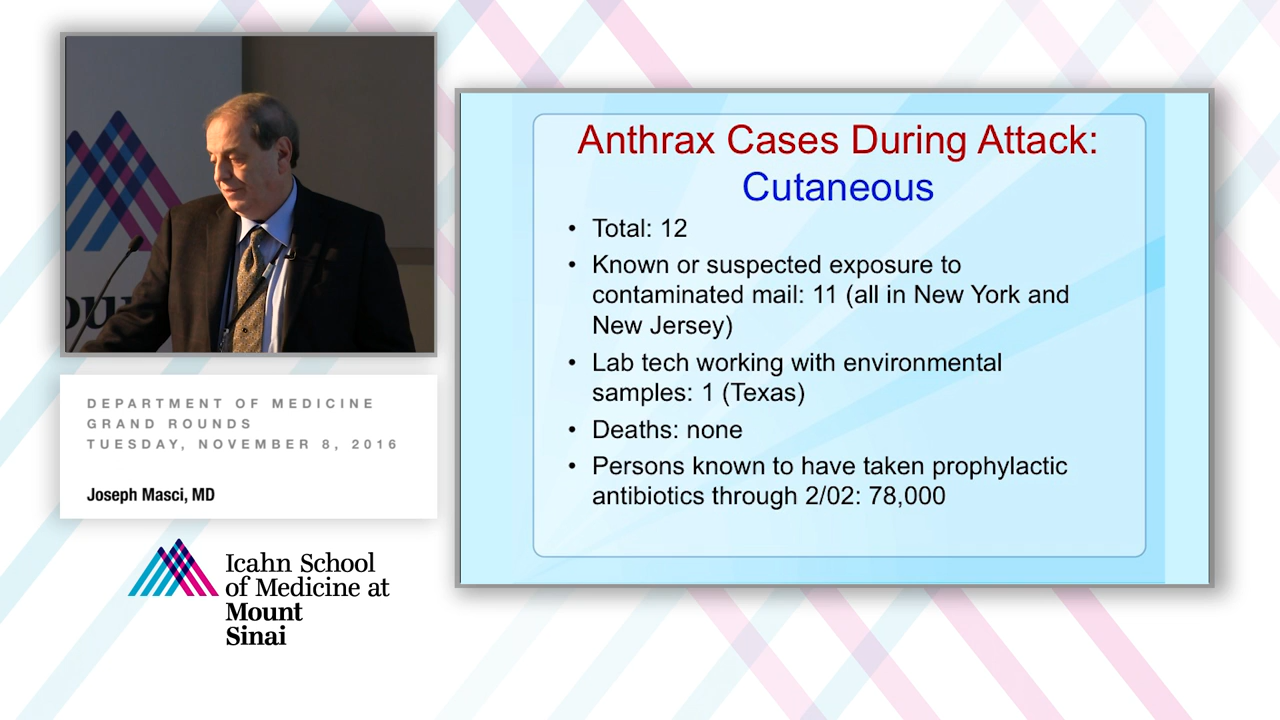 Anthrax Cases During Attack:
Cutaneous
• Total: 12
• Known or suspected exposure to
contaminated mail: 11 (all in New York and
New Jersey)
• Lab tech working with environmental
samples: 1 (Texas)
• Deaths: none
• Persons known to have taken prophylactic
antibiotics through 2/02: 78,000
DEPARTMENT OF MEDICINE
GRAND ROUNDS
TUESDAY, NOVEMBER 8, 2016
Joseph Masci, MD
Icahn School
of Medicine at
Mount
Sinai